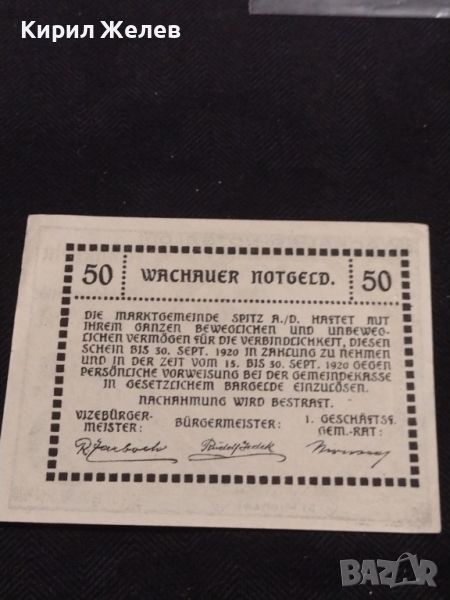 Кирил Желев
50 WACHAUER NOTGELD. 50
DIE MARKTGEMEINDE SPITZ A./D. HAFTET MIT
IHREM GANZEN BEWEGLICHEN UND UNBEWEG-
LICHEN VERMÖGEN FÜR DIE VERBINDLICHKEIT, DIESEN
SCHEIN BIS 30. SEPT. 1920 IN ZAHLUNG ZU NEHMEN
UND IN DER ZEIT VOM 15. BIS 30. SEPT. 1920 GEGEN
PERSÖNLICHE VORWEISUNG BEI DER GEMEINDEKASSE
IN GESETZLICHEM BARGELDE EINZULÖSEN.
NACHAHMUNG WIRD BESTRAFT.
VIZEBÜRGER-
MEISTER:
BÜRGERMEISTER:
1. GESCHÄFTSF.
GEM.-RAT:
BAZAR
bg